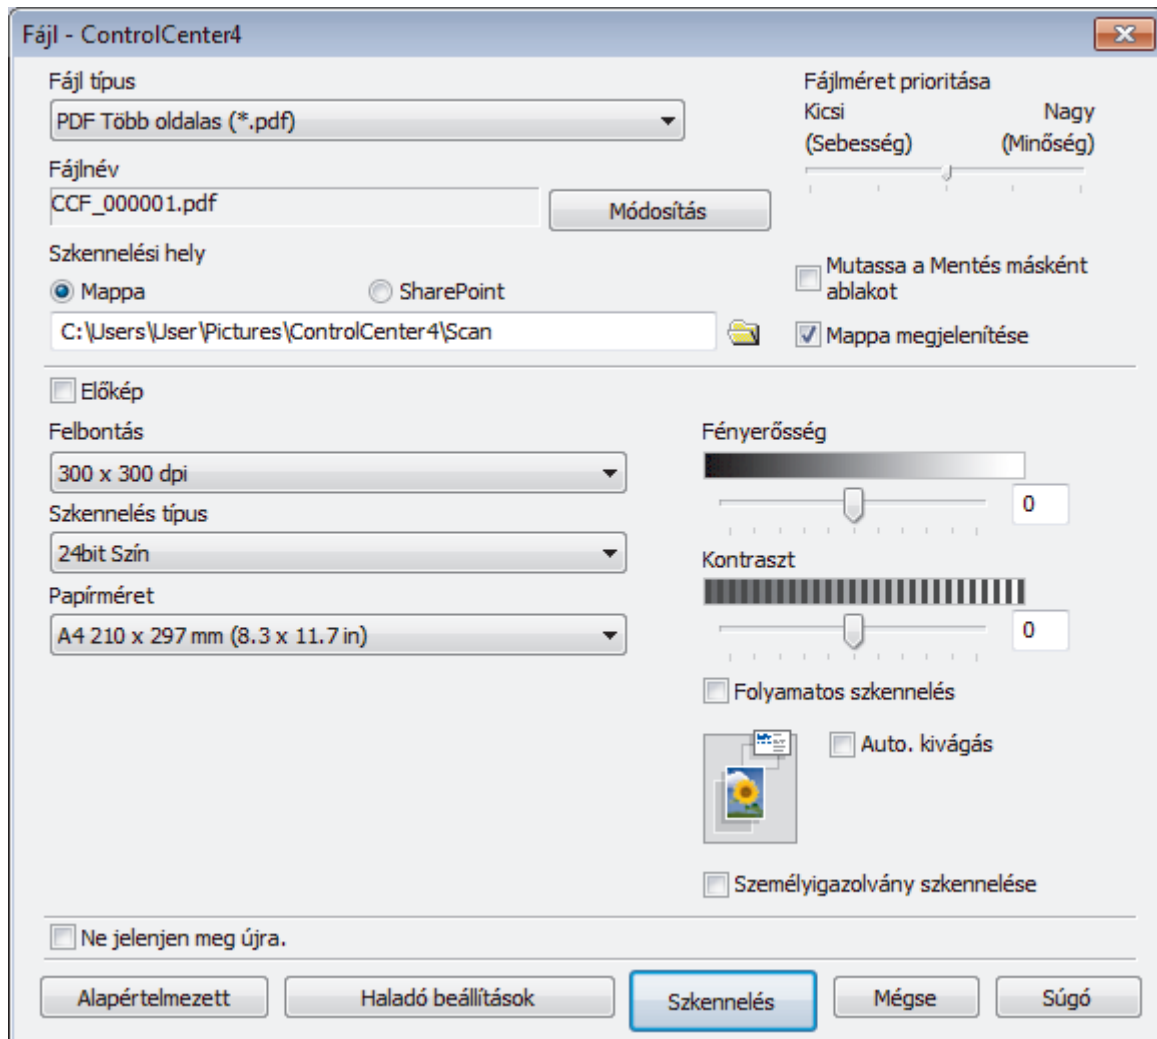 Fájl - ControlCenter4
Fájl típus
PDF Több oldalas (*.pdf)
Fájlméret prioritása
Kicsi Nagy
(Sebesség) (Minőség)
Fájlnév
CCF_000001.pdf
Módosítás
Szkennelési hely
Mappa SharePoint
C:\Users\User\Pictures\ControlCenter4\Scan
Mutassa a Mentés másként
ablakot
Mappa megjelenítése
Előkép
Felbontás
300 x 300 dpi
Szkennelés típus
24bit Szín
Papírméret
A4 210 x 297 mm (8.3 x 11.7 in)
Fényerősség
0
Kontraszt
0
Folyamatos szkennelés
Auto. kivágás
Személyigazolvány szkennelése
Ne jelenjen meg újra.
Alapértelmezett Haladó beállítások Szkennelés Mégse Súgó